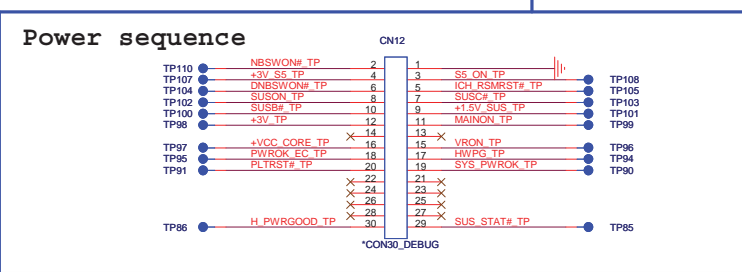 Power sequence
CN12
TP110 NBSWON#_TP 2 1
TP107 +3V_S5_TP 4 3 S5_ON_TP TP108
TP104 DNBSWON#_TP 6 5 ICH_RSMRST#_TP TP105
TP102 SUSON_TP 8 7 SUSC#_TP TP103
TP100 SUSB#_TP 10 9 +1.5V_SUS_TP TP101
TP98 +3V_TP 12 11 MAINON_TP TP99
14 13
TP97 +VCC_CORE_TP 16 15 VRON_TP TP96
TP95 PWROK_EC_TP 18 17 HWPG_TP TP94
TP91 PLTRST#_TP 20 19 SYS_PWROK_TP TP90
22 21
24 23
26 25
28 27
TP86 H_PWRGOOD_TP 30 29 SUS_STAT#_TP TP85
*CON30_DEBUG